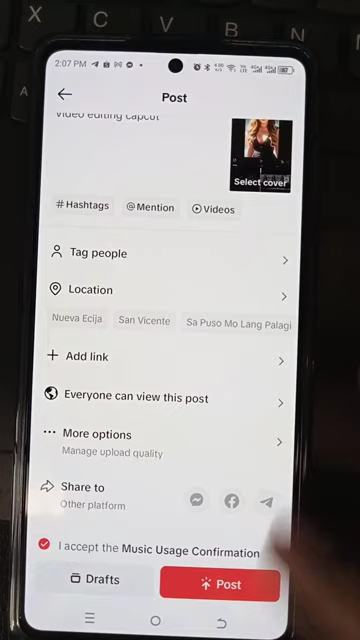 X C V B N
A
2:07 PM
Post
video editing capcut
Select cover
# Hashtags @ Mention Videos
Tag people
Location
Nueva Ecija San Vicente Sa Puso Mo Lang Palagi
Add link
Everyone can view this post
More options
Manage upload quality
Share to
Other platform
I accept the Music Usage Confirmation
Drafts Post